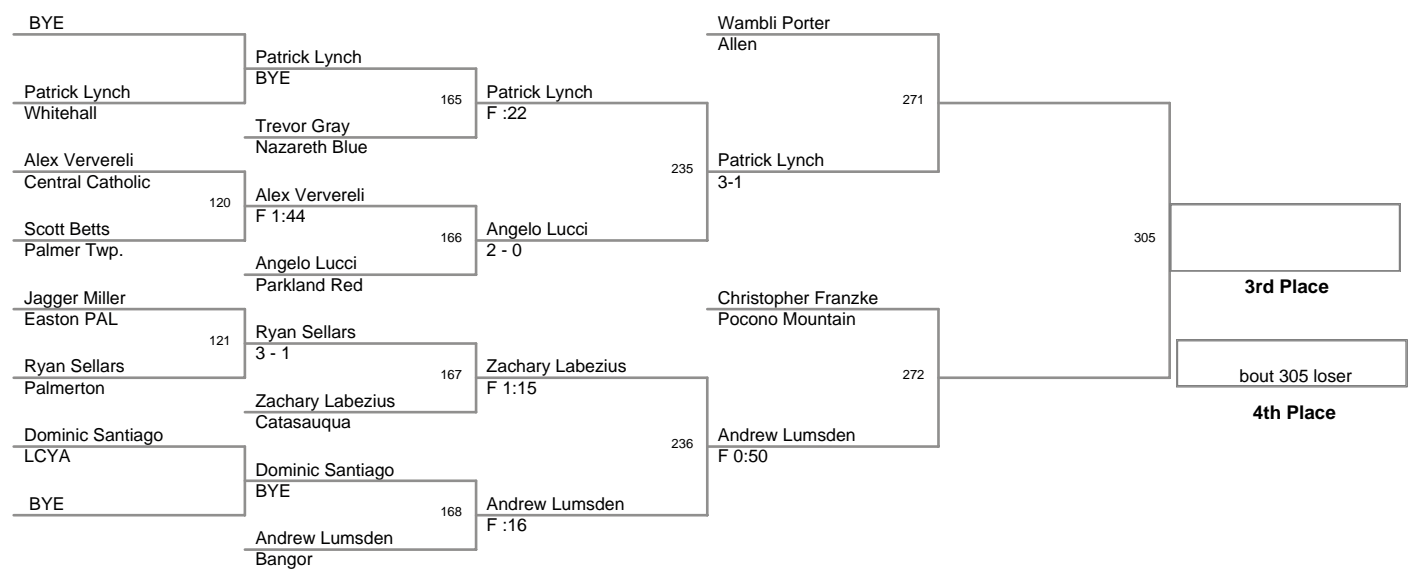 BYE
Patrick Lynch
Whitehall
Alex Ververeli
Central Catholic
120
Scott Betts
Palmer Twp.
Jagger Miller
Easton PAL
121
Ryan Sellars
Palmerton
Dominic Santiago
LCYA
BYE
Patrick Lynch
BYE
165
Trevor Gray
Nazareth Blue
Alex Ververeli
F 1:44
166
Angelo Lucci
Parkland Red
Ryan Sellars
3 - 1
167
Zachary Labezius
Catasauqua
Dominic Santiago
BYE
168
Andrew Lumsden
Bangor
Patrick Lynch
F :22
235
Angelo Lucci
2 - 0
Zachary Labezius
F 1:15
236
Andrew Lumsden
F :16
Wambli Porter
Allen
271
Patrick Lynch
3-1
Christopher Franzke
Pocono Mountain
272
Andrew Lumsden
F 0:50
305
3rd Place
bout 305 loser
4th Place